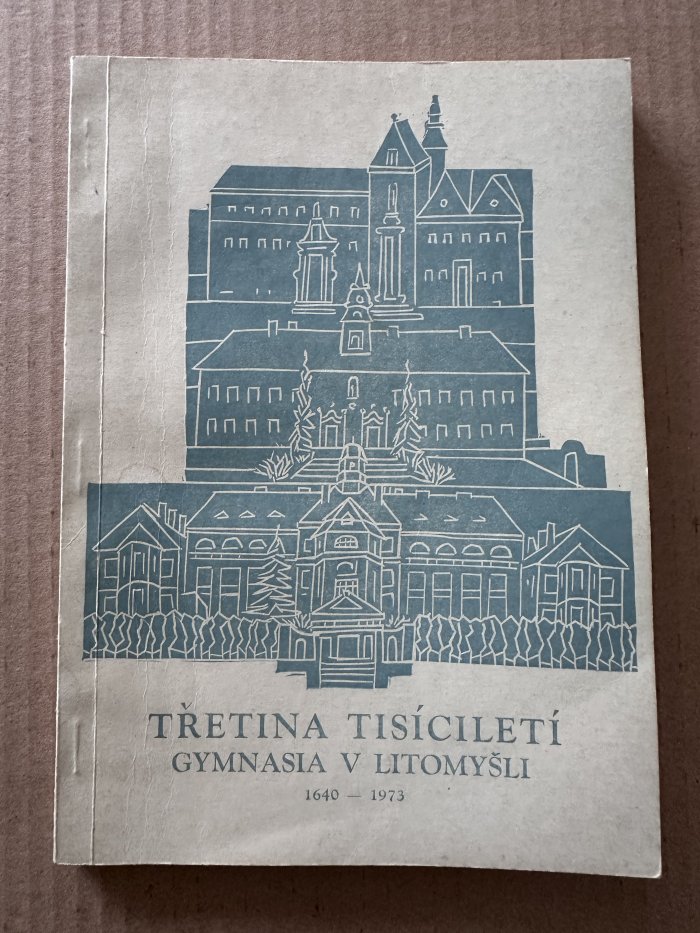 TŘETINA TISÍCILETÍ
GYMNASIA V LITOMYŠLI
1640 — 1973